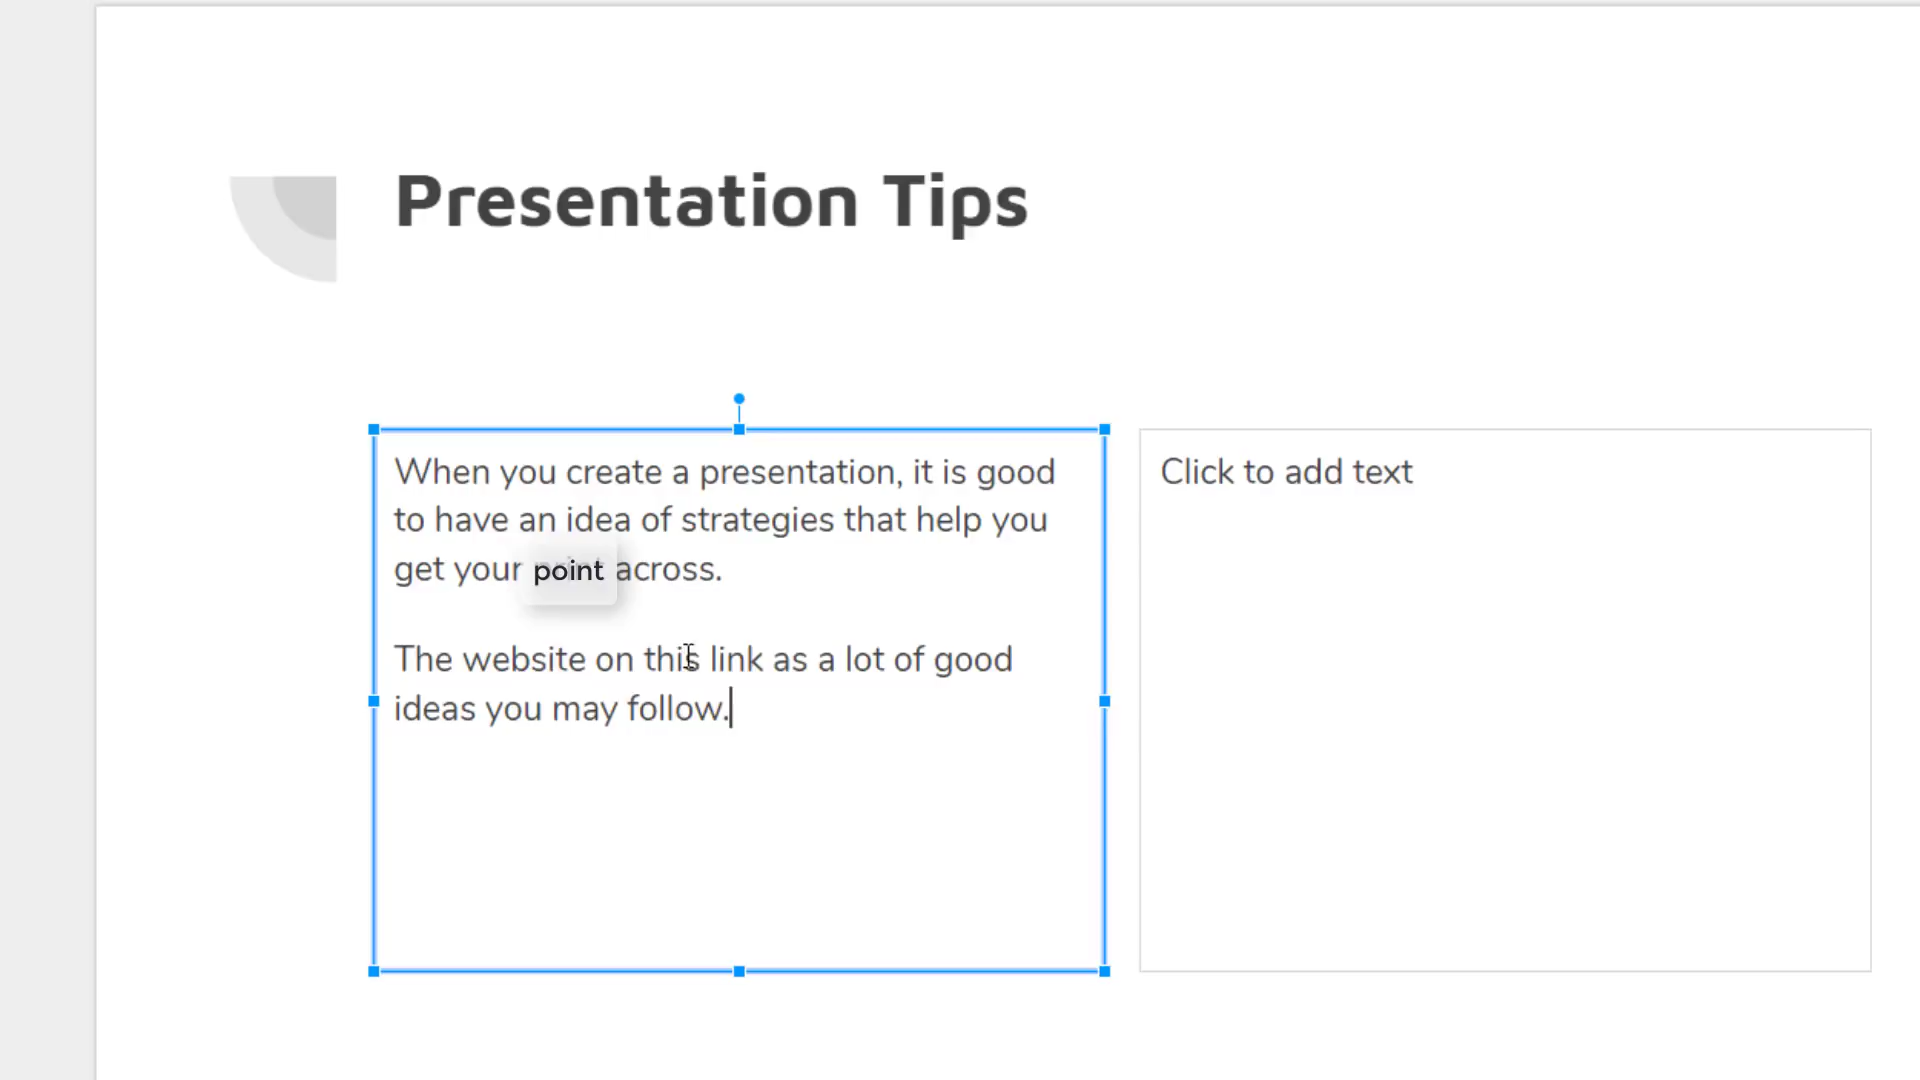 Presentation Tips
When you create a presentation, it is good
to have an idea of strategies that help you
get your point across.
The website on this link as a lot of good
ideas you may follow.
Click to add text